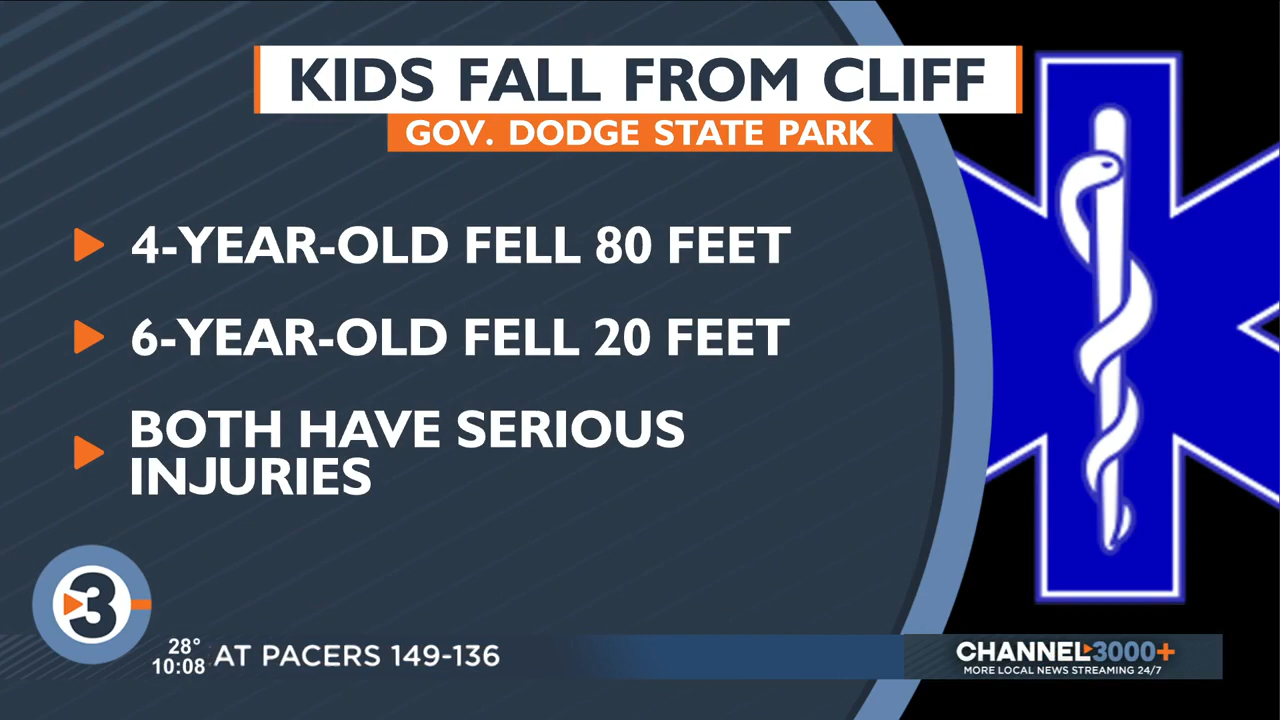 KIDS FALL FROM CLIFF
GOV. DODGE STATE PARK
4-YEAR-OLD FELL 80 FEET
6-YEAR-OLD FELL 20 FEET
BOTH HAVE SERIOUS
INJURIES
3
28°
10:08
AT PACERS 149-136
CHANNEL3000+
MORE LOCAL NEWS STREAMING 24/7